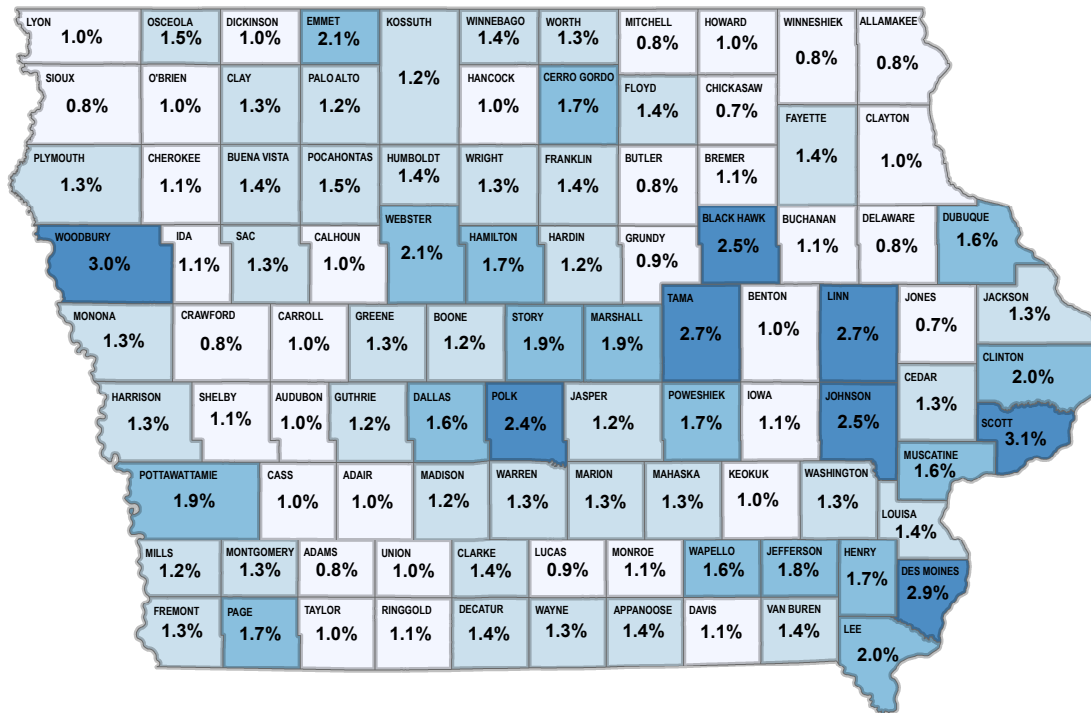 LYON
1.0%
OSCEOLA
1.5%
DICKINSON
1.0%
EMMET
2.1%
KOSSUTH
1.2%
WINNEBAGO
1.4%
WORTH
1.3%
MITCHELL
0.8%
HOWARD
1.0%
WINNESHIEK
0.8%
ALLAMAKEE
0.8%
SIOUX
0.8%
O'BRIEN
1.0%
CLAY
1.3%
PALO ALTO
1.2%
HANCOCK
1.0%
CERRO GORDO
1.7%
FLOYD
1.4%
CHICKASAW
0.7%
FAYETTE
1.4%
CLAYTON
1.0%
PLYMOUTH
1.3%
CHEROKEE
1.1%
BUENA VISTA
1.4%
POCAHONTAS
1.5%
HUMBOLDT
1.4%
WRIGHT
1.3%
FRANKLIN
1.4%
BUTLER
0.8%
BREMER
1.1%
WOODBURY
3.0%
IDA
1.1%
SAC
1.3%
CALHOUN
1.0%
WEBSTER
2.1%
HAMILTON
1.7%
HARDIN
1.2%
GRUNDY
0.9%
BLACK HAWK
2.5%
BUCHANAN
1.1%
DELAWARE
0.8%
DUBUQUE
1.6%
MONONA
1.3%
CRAWFORD
0.8%
CARROLL
1.0%
GREENE
1.3%
BOONE
1.2%
STORY
1.9%
MARSHALL
1.9%
TAMA
2.7%
BENTON
1.0%
LINN
2.7%
JONES
0.7%
JACKSON
1.3%
CLINTON
2.0%
HARRISON
1.3%
SHELBY
1.1%
AUDUBON
1.0%
GUTHRIE
1.2%
DALLAS
1.6%
POLK
2.4%
JASPER
1.2%
POWESHIEK
1.7%
IOWA
1.1%
JOHNSON
2.5%
CEDAR
1.3%
SCOTT
3.1%
MUSCATINE
1.6%
POTTAWATTAMIE
1.9%
CASS
1.0%
ADAIR
1.0%
MADISON
1.2%
WARREN
1.3%
MARION
1.3%
MAHASKA
1.3%
KEOKUK
1.0%
WASHINGTON
1.3%
LOUISA
1.4%
MILLS
1.2%
MONTGOMERY
1.3%
ADAMS
0.8%
UNION
1.0%
CLARKE
1.4%
LUCAS
0.9%
MONROE
1.1%
WAPELLO
1.6%
JEFFERSON
1.8%
HENRY
1.7%
DES MOINES
2.9%
FREMONT
1.3%
PAGE
1.7%
TAYLOR
1.0%
RINGGOLD
1.1%
DECATUR
1.4%
WAYNE
1.3%
APPANOOSE
1.4%
DAVIS
1.1%
VAN BUREN
1.4%
LEE
2.0%